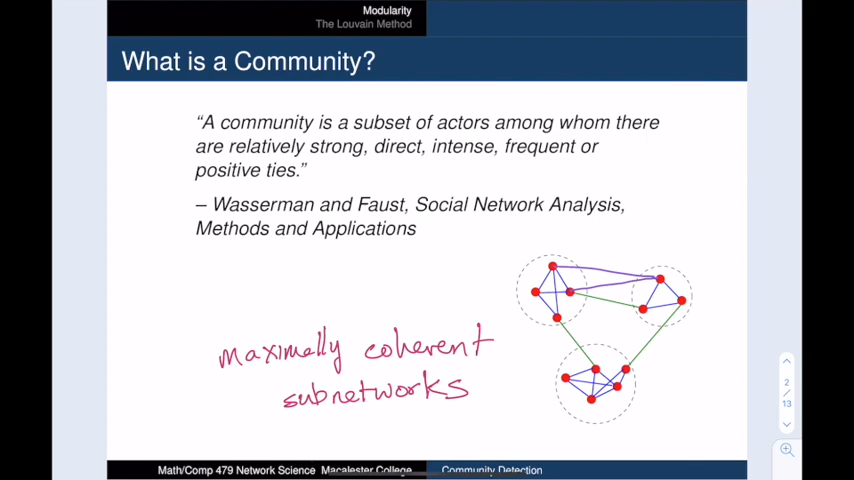 Modularity
The Louvain Method
What is a Community?
“A community is a subset of actors among whom there
are relatively strong, direct, intense, frequent or
positive ties.”
– Wasserman and Faust, Social Network Analysis,
Methods and Applications
maximally coherent
subnetworks
2
/
13
Math/Comp 479 Network Science Macalester College Community Detection